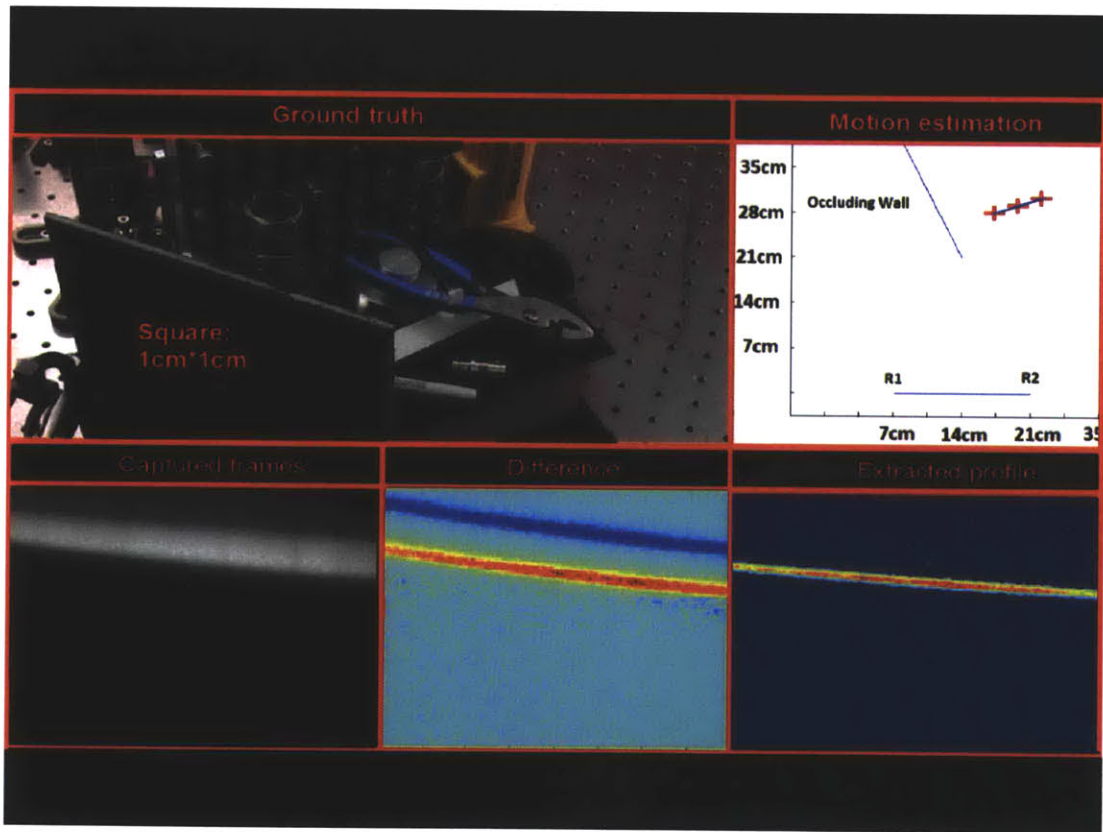 Ground truth
Motion estimation
Square:
1cm*1cm
35cm
28cm
21cm
14cm
7cm
Occluding Wall
R1
R2
7cm
14cm
21cm
35
Captured frames
Difference
Extracted profile